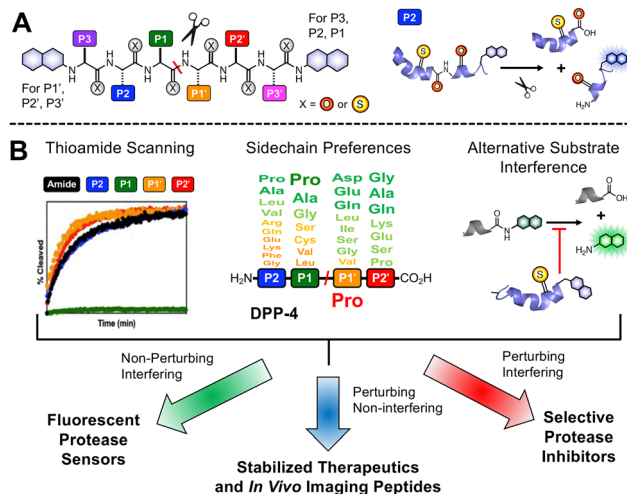 A
P3
P1
P2'
P2
P1'
P3'
X
X
X
X
X
X
H
N
N
H
H
N
N
H
H
N
N
H
H
N
For P3,
P2, P1
For P1',
P2', P3'
X = O or S
P2
S
O
O
N
H
S
O
OH
+
O
H₂N
B
Thioamide Scanning
Amide P2 P1 P1' P2'
% Cleaved
Time (min)
Sidechain Preferences
Pro Pro Asp Gly
Ala Ala Glu Ala
Leu Gly Gln Gln
Val Ser Leu Lys
Arg Cys Ile Glu
Gln Val Ser Ser
Glu Leu Gly Pro
Lys Val
Phe
Gly
H₂N P2 P1 P1' P2' CO₂H
DPP-4
Pro
Alternative Substrate
Interference
O
N
H
O
OH
+
H₂N
S
Non-Perturbing
Interfering
Perturbing
Non-interfering
Perturbing
Interfering
Fluorescent
Protease
Sensors
Stabilized Therapeutics
and In Vivo Imaging Peptides
Selective
Protease
Inhibitors